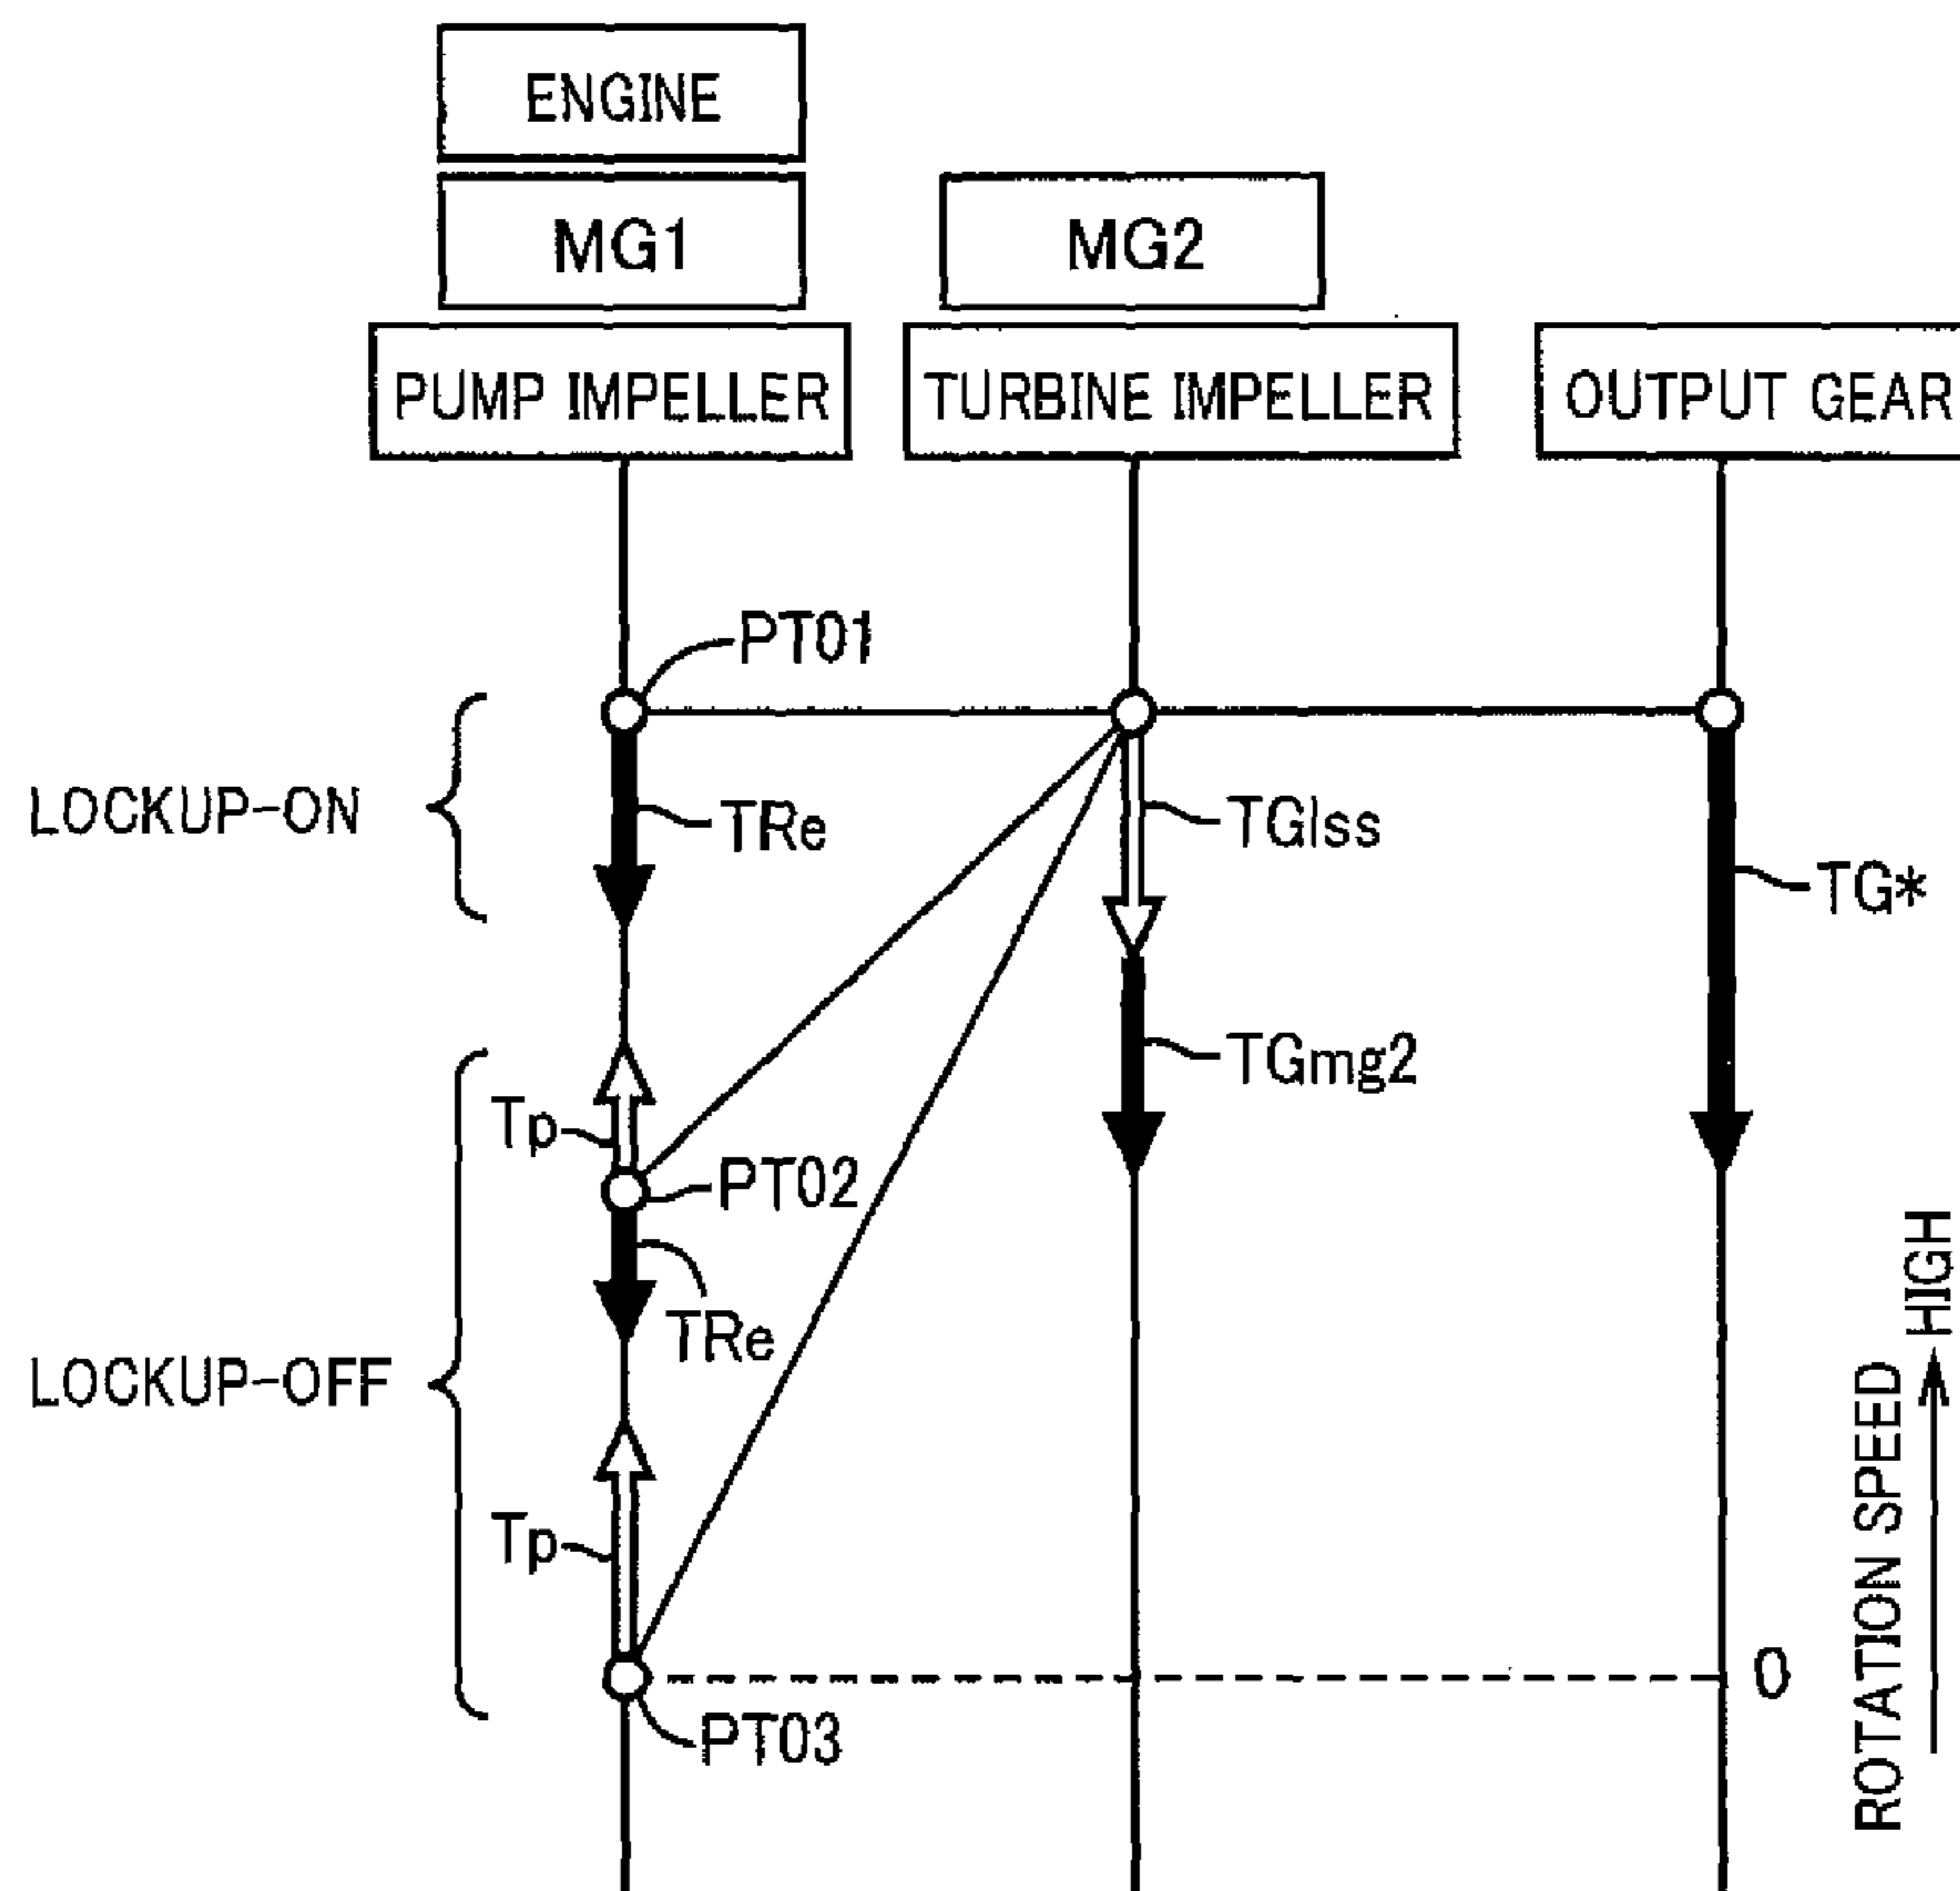 ENGINE
MG1
MG2
PUMP IMPELLER
TURBINE IMPELLER
OUTPUT GEAR
PT01
LOCKUP-ON
TRe
TGlss
TG*
TGmg2
Tp
PT02
TRe
LOCKUP-OFF
Tp
0
PT03
ROTATION SPEED
HIGH